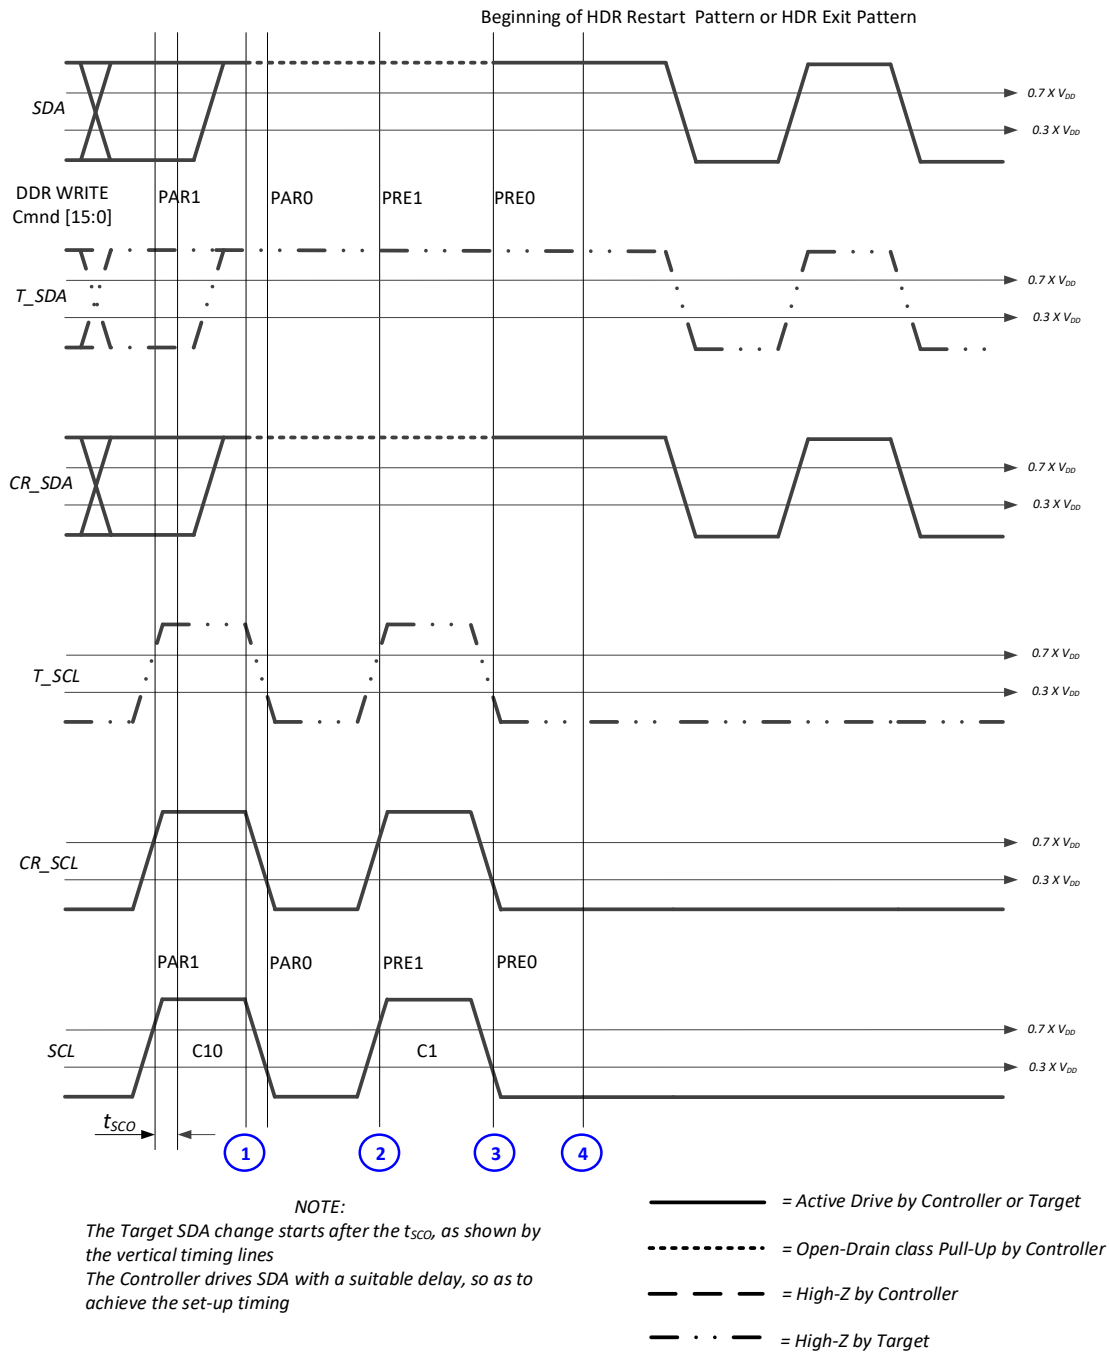 Beginning of HDR Restart Pattern or HDR Exit Pattern
SDA
0.7 X VDD
0.3 X VDD
DDR WRITE
Cmnd [15:0]
PAR1
PAR0
PRE1
PRE0
T_SDA
0.7 X VDD
0.3 X VDD
CR_SDA
0.7 X VDD
0.3 X VDD
T_SCL
0.7 X VDD
0.3 X VDD
CR_SCL
0.7 X VDD
0.3 X VDD
PAR1
PAR0
PRE1
PRE0
SCL
C10
C1
0.7 X VDD
0.3 X VDD
tSCO
1
2
3
4
NOTE:
The Target SDA change starts after the tSCO, as shown by
the vertical timing lines
The Controller drives SDA with a suitable delay, so as to
achieve the set-up timing
= Active Drive by Controller or Target
= Open-Drain class Pull-Up by Controller
= High-Z by Controller
= High-Z by Target